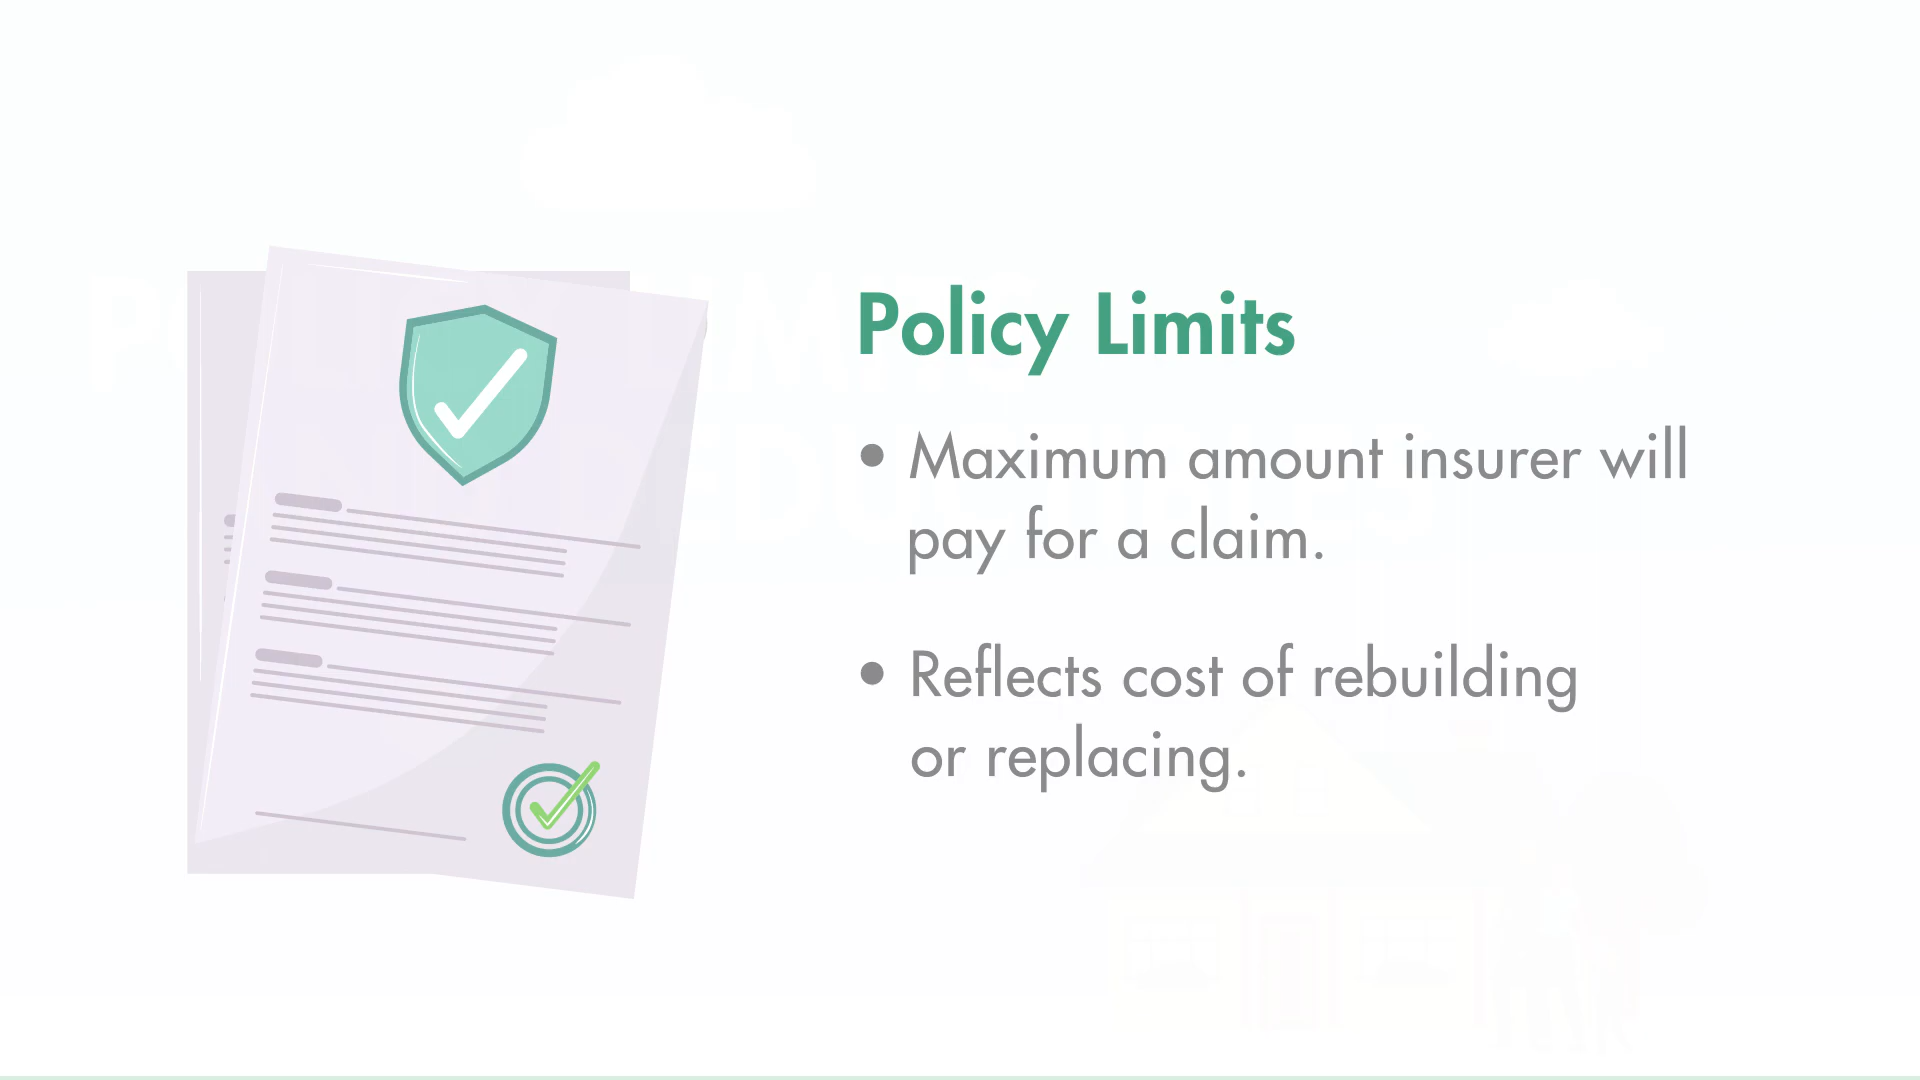 Policy Limits
• Maximum amount insurer will
pay for a claim.
• Reflects cost of rebuilding
or replacing.